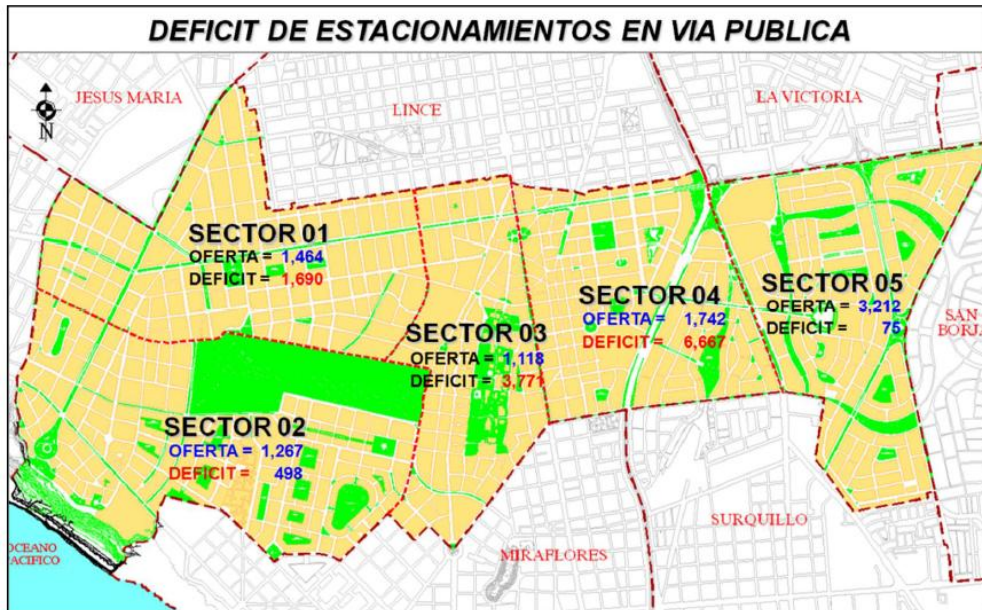 DEFICIT DE ESTACIONAMIENTOS EN VIA PUBLICA
JESUS MARIA
LINCE
LA VICTORIA
N
SECTOR 01
OFERTA = 1,464
DEFICIT = 1,690
SECTOR 04
OFERTA = 1,742
DEFICIT = 6,667
SECTOR 05
OFERTA = 3,212
DEFICIT = 75
SAN
BORJA
SECTOR 03
OFERTA = 1,118
DEFICIT = 3,771
SECTOR 02
OFERTA = 1,267
DEFICIT = 498
SURQUILLO
MIRAFLORES
OCEANO
PACIFICO